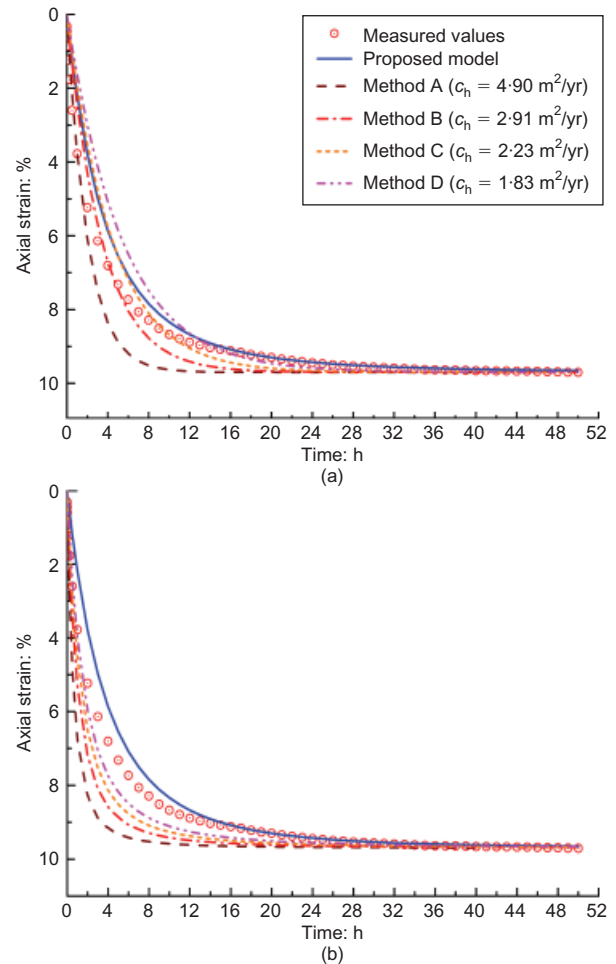 0
2
4
6
8
10
Axial strain: %
Measured values
Proposed model
Method A (ch = 4·90 m²/yr)
Method B (ch = 2·91 m²/yr)
Method C (ch = 2·23 m²/yr)
Method D (ch = 1·83 m²/yr)
0 4 8 12 16 20 24 28 32 36 40 44 48 52
Time: h
(a)
0
2
4
6
8
10
Axial strain: %
0 4 8 12 16 20 24 28 32 36 40 44 48 52
Time: h
(b)